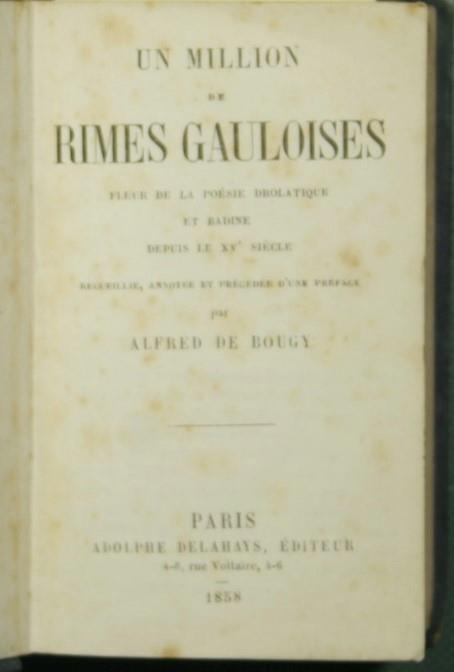 UN MILLION
DE
RIMES GAULOISES
FLEUR DE LA POÉSIE DROLATIQUE
ET BADINE
DEPUIS LE XVe SIÈCLE
RECUEILLIE, ANNOTÉE ET PRÉCÉDÉE D'UNE PRÉFACE
par
ALFRED DE BOUGY
PARIS
ADOLPHE DELAHAYS, ÉDITEUR
4-6, rue Voltaire, 4-6
1858